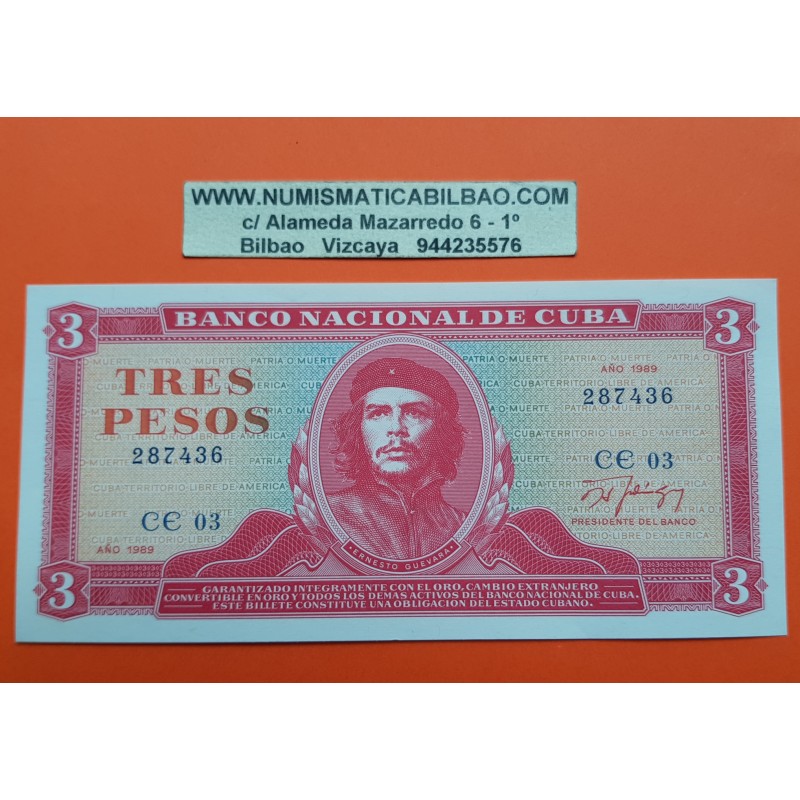 WWW.NUMISMATICABILBAO.COM
c/ Alameda Mazarredo 6 - 1º
Bilbao Vizcaya 944235576
3 BANCO NACIONAL DE CUBA 3
PATRIA O MUERTE
CUBA TERRITORIO LIBRE DE AMERICA
TRES
PESOS
287436
CЄ 03
AÑO 1989
AÑO 1989
287436
CЄ 03
PRESIDENTE DEL BANCO
ERNESTO GUEVARA
3 3
GARANTIZADO INTEGRAMENTE CON EL ORO, CAMBIO EXTRANJERO
CONVERTIBLE EN ORO Y TODOS LOS DEMAS ACTIVOS DEL BANCO NACIONAL DE CUBA.
ESTE BILLETE CONSTITUYE UNA OBLIGACION DEL ESTADO CUBANO.